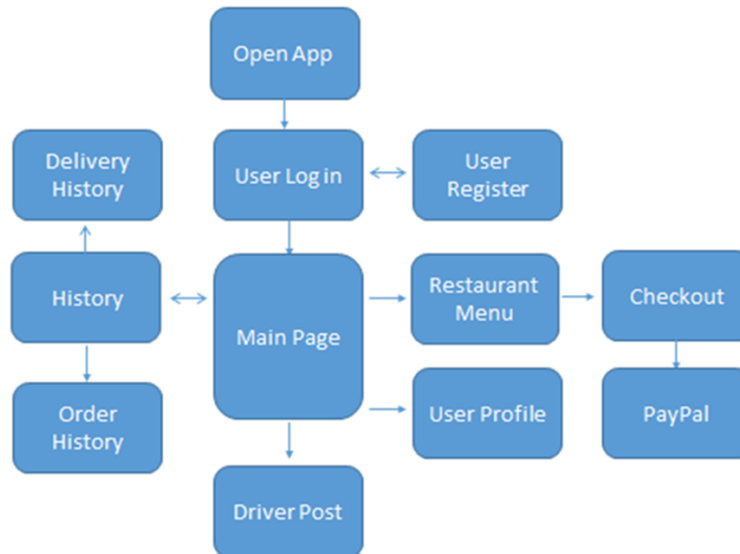 Open App
Delivery
History
User Log in
User
Register
History
Main Page
Restaurant
Menu
Checkout
Order
History
User Profile
PayPal
Driver Post